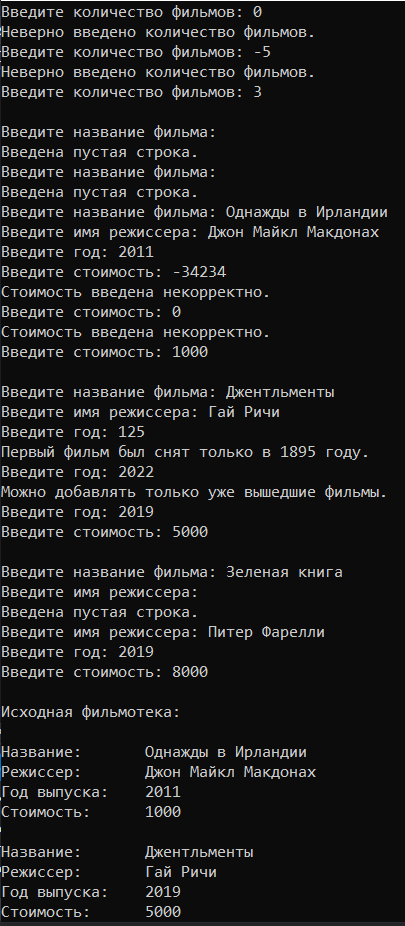 Введите количество фильмов: 0
Неверно введено количество фильмов.
Введите количество фильмов: -5
Неверно введено количество фильмов.
Введите количество фильмов: 3
Введите название фильма:
Введена пустая строка.
Введите название фильма:
Введена пустая строка.
Введите название фильма: Однажды в Ирландии
Введите имя режиссера: Джон Майкл Макдонах
Введите год: 2011
Введите стоимость: -34234
Стоимость введена некорректно.
Введите стоимость: 0
Стоимость введена некорректно.
Введите стоимость: 1000
Введите название фильма: Джентльменты
Введите имя режиссера: Гай Ричи
Введите год: 125
Первый фильм был снят только в 1895 году.
Введите год: 2022
Можно добавлять только уже вышедшие фильмы.
Введите год: 2019
Введите стоимость: 5000
Введите название фильма: Зеленая книга
Введите имя режиссера:
Введена пустая строка.
Введите имя режиссера: Питер Фарелли
Введите год: 2019
Введите стоимость: 8000
Исходная фильмотека:
Название: Однажды в Ирландии
Режиссер: Джон Майкл Макдонах
Год выпуска: 2011
Стоимость: 1000
Название: Джентльменты
Режиссер: Гай Ричи
Год выпуска: 2019
Стоимость: 5000